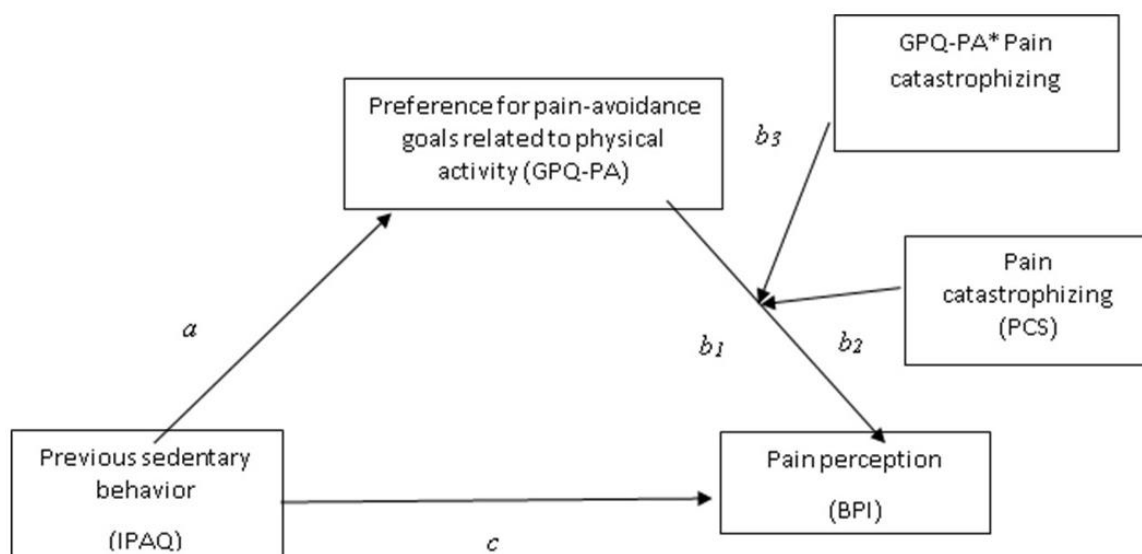 GPQ-PA* Pain
catastrophizing
Preference for pain-avoidance
goals related to physical
activity (GPQ-PA)
b3
Pain
catastrophizing
(PCS)
a
b1
b2
Previous sedentary
behavior
(IPAQ)
Pain perception
(BPI)
c